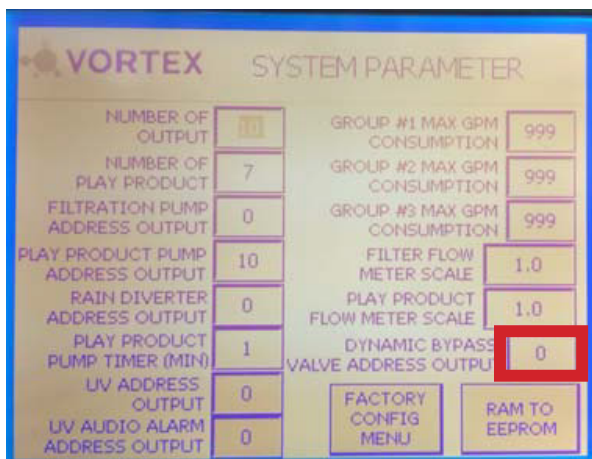 VORTEX SYSTEM PARAMETER
NUMBER OF
OUTPUT
NUMBER OF
PLAY PRODUCT 7
FILTRATION PUMP
ADDRESS OUTPUT 0
PLAY PRODUCT PUMP
ADDRESS OUTPUT 10
RAIN DIVERTER
ADDRESS OUTPUT 0
PLAY PRODUCT
PUMP TIMER (MIN) 1
UV ADDRESS
OUTPUT 0
UV AUDIO ALARM
ADDRESS OUTPUT 0
GROUP #1 MAX GPM
CONSUMPTION 999
GROUP #2 MAX GPM
CONSUMPTION 999
GROUP #3 MAX GPM
CONSUMPTION 999
FILTER FLOW
METER SCALE 1.0
PLAY PRODUCT
FLOW METER SCALE 1.0
DYNAMIC BYPASS
VALVE ADDRESS OUTPUT 0
FACTORY
CONFIG
MENU
RAM TO
EEPROM